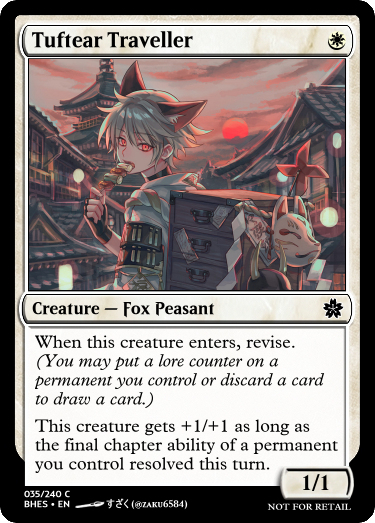 Tuftear Traveller
Creature — Fox Peasant
When this creature enters, revise.
(You may put a lore counter on a
permanent you control or discard a card
to draw a card.)
This creature gets +1/+1 as long as
the final chapter ability of a permanent
you control resolved this turn.
1/1
035/240 C
BHES • EN すざく(@ZAKU6584)
NOT FOR RETAIL